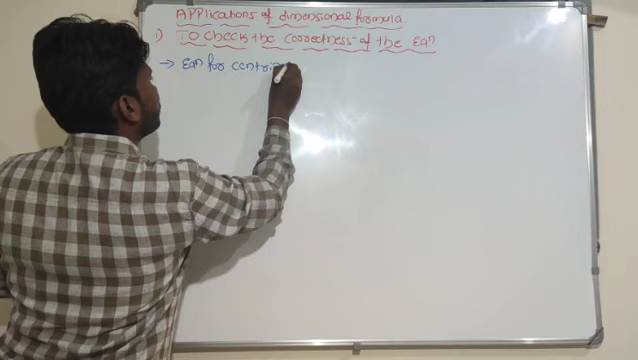 Applications of dimensional formula
1) To check the correctness of the Eqn
→ Eqn for centri